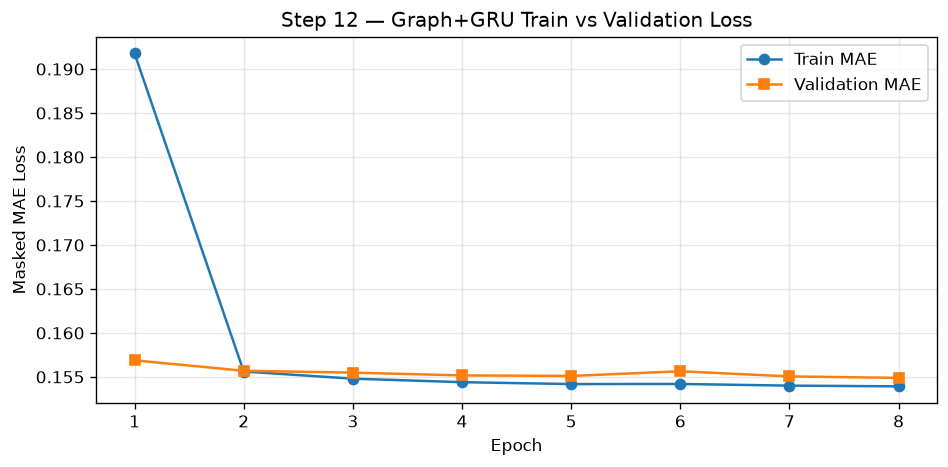 Step 12 — Graph+GRU Train vs Validation Loss
Train MAE
Validation MAE
Masked MAE Loss
0.190
0.185
0.180
0.175
0.170
0.165
0.160
0.155
1 2 3 4 5 6 7 8
Epoch